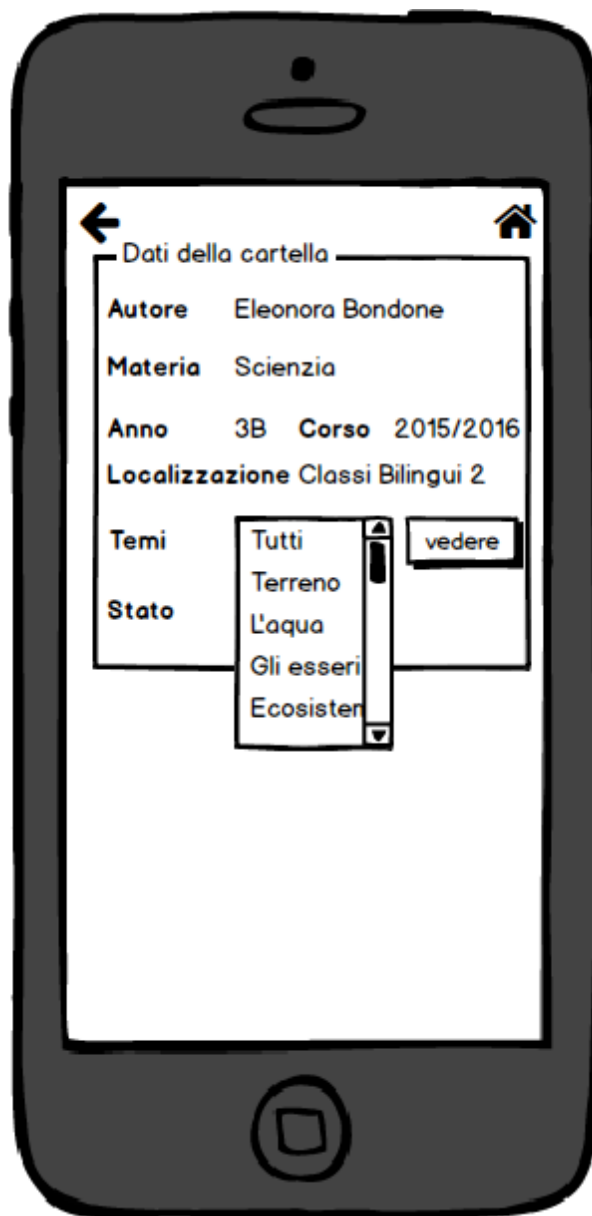 Dati della cartella
Autore Eleonora Bondone
Materia Scienzia
Anno 3B Corso 2015/2016
Localizzazione Classi Bilingui 2
Temi Tutti vedere
Terreno
Stato
L'aqua
Gli esseri
Ecosistem